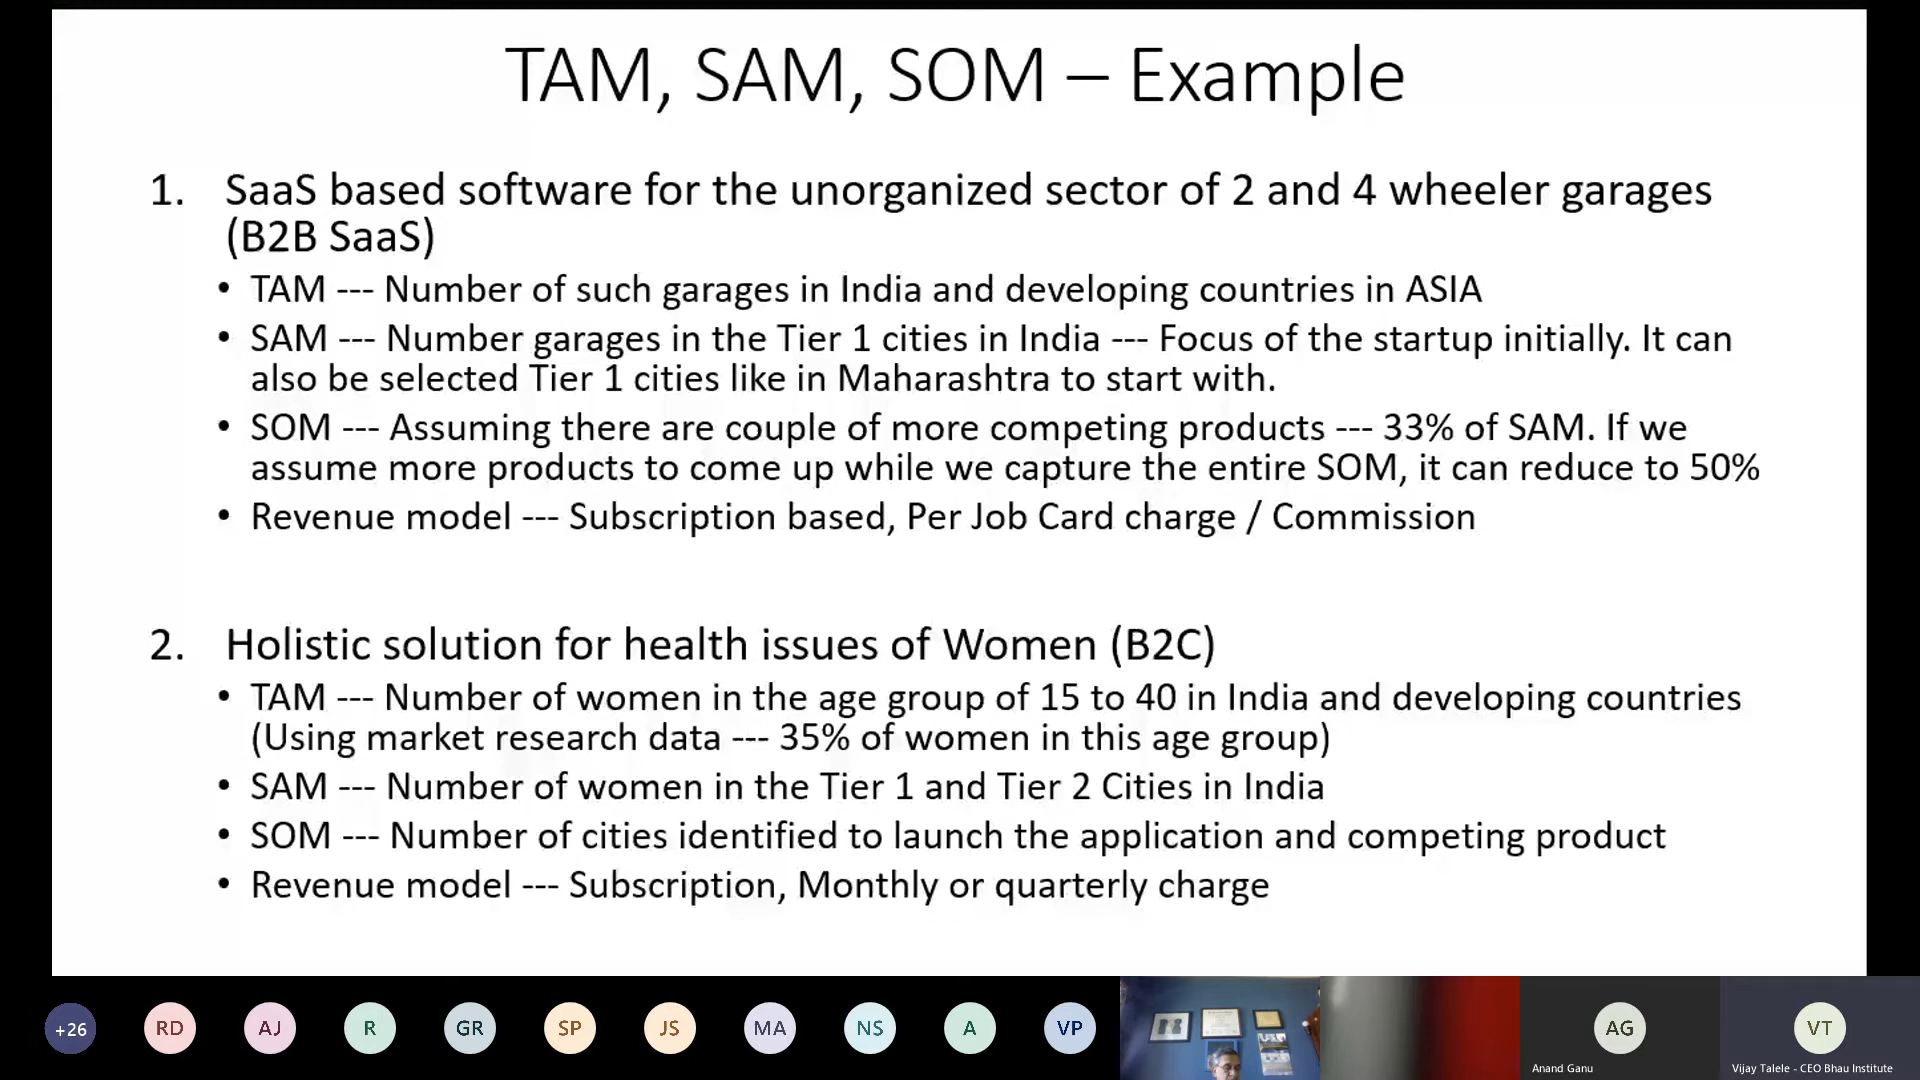 TAM, SAM, SOM – Example
1. SaaS based software for the unorganized sector of 2 and 4 wheeler garages
(B2B SaaS)
• TAM --- Number of such garages in India and developing countries in ASIA
• SAM --- Number garages in the Tier 1 cities in India --- Focus of the startup initially. It can
also be selected Tier 1 cities like in Maharashtra to start with.
• SOM --- Assuming there are couple of more competing products --- 33% of SAM. If we
assume more products to come up while we capture the entire SOM, it can reduce to 50%
• Revenue model --- Subscription based, Per Job Card charge / Commission
2. Holistic solution for health issues of Women (B2C)
• TAM --- Number of women in the age group of 15 to 40 in India and developing countries
(Using market research data --- 35% of women in this age group)
• SAM --- Number of women in the Tier 1 and Tier 2 Cities in India
• SOM --- Number of cities identified to launch the application and competing product
• Revenue model --- Subscription, Monthly or quarterly charge
+26 RD AJ R GR SP JS MA NS A VP AG VT
Anand Ganu Vijay Talele - CEO Bhau Institute